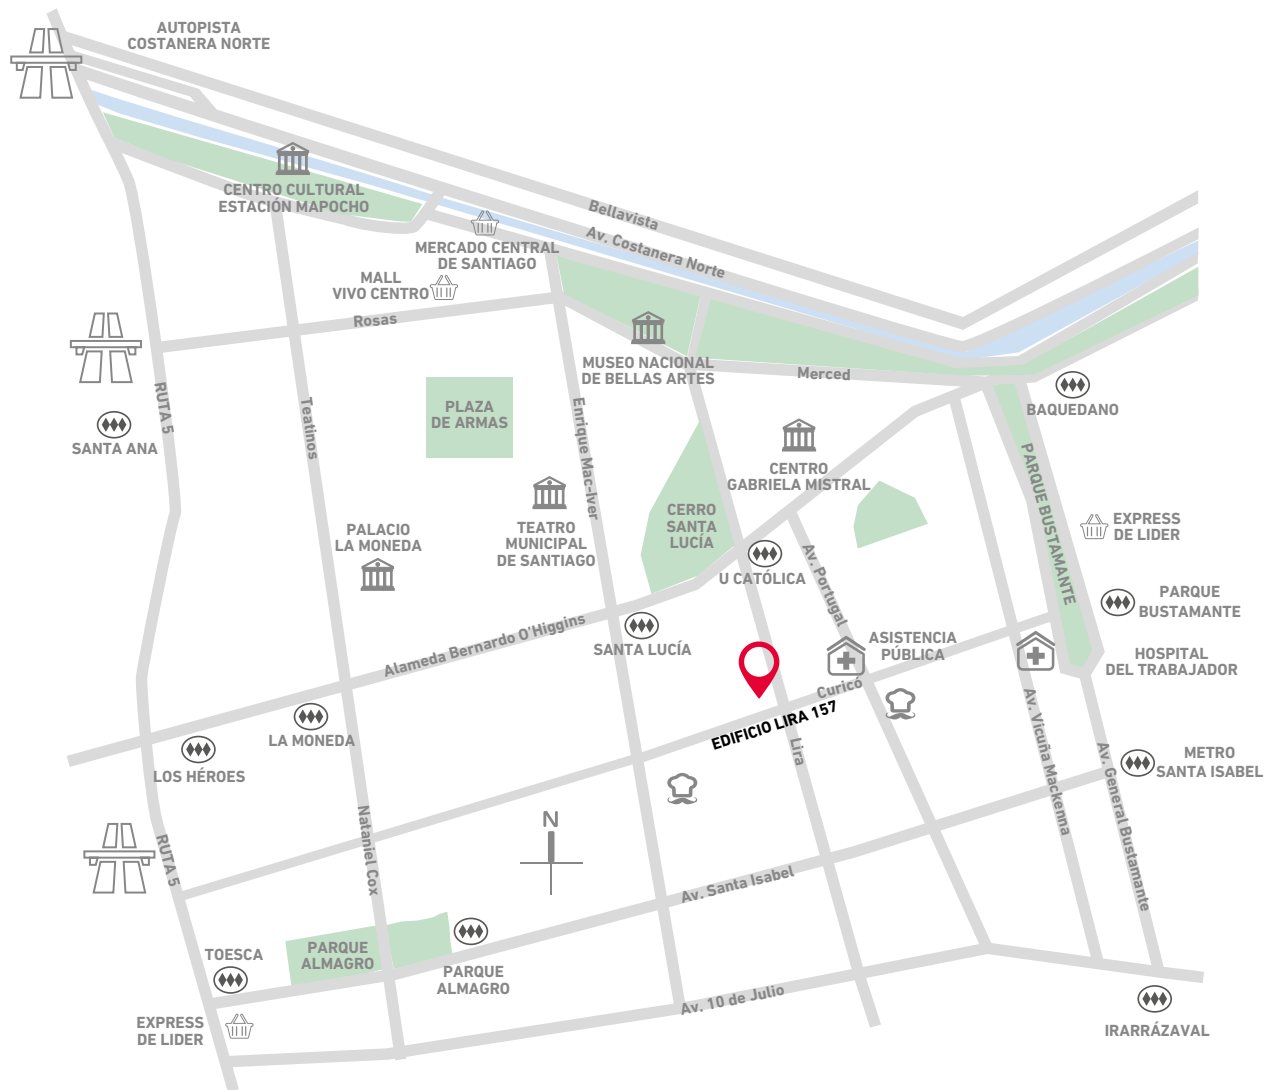 AUTOPISTA
COSTANERA NORTE
CENTRO CULTURAL
ESTACIÓN MAPOCHO
Bellavista
Av. Costanera Norte
MERCADO CENTRAL
DE SANTIAGO
MALL
VIVO CENTRO
Rosas
MUSEO NACIONAL
DE BELLAS ARTES
Merced
BAQUEDANO
RUTA 5
SANTA ANA
Teatinos
PLAZA
DE ARMAS
Enrique Mac-Iver
CENTRO
GABRIELA MISTRAL
PARQUE BUSTAMANTE
CERRO
SANTA
LUCÍA
PALACIO
LA MONEDA
TEATRO
MUNICIPAL
DE SANTIAGO
EXPRESS
DE LIDER
U CATÓLICA
Av. Portugal
PARQUE
BUSTAMANTE
Alameda Bernardo O'Higgins
SANTA LUCÍA
ASISTENCIA
PÚBLICA
HOSPITAL
DEL TRABAJADOR
Curicó
EDIFICIO LIRA 157
Lira
LA MONEDA
LOS HÉROES
Av. Vicuña Mackenna
METRO
SANTA ISABEL
Av. General Bustamante
Nataniel Cox
N
RUTA 5
Av. Santa Isabel
TOESCA
PARQUE
ALMAGRO
PARQUE
ALMAGRO
Av. 10 de Julio
EXPRESS
DE LIDER
IRARRÁZAVAL